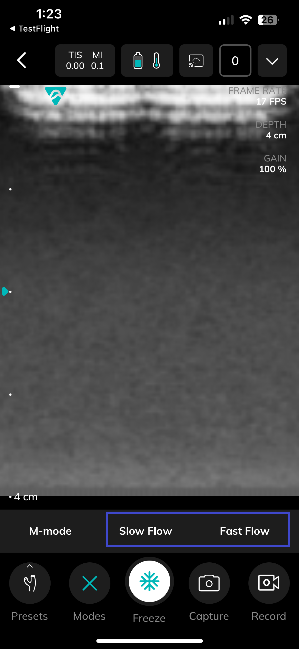 1:23
26
◀ TestFlight
TIS MI
0.00 0.1
5
0
FRAME RATE
17 FPS
DEPTH
4 cm
GAIN
100 %
4 cm
M-mode Slow Flow Fast Flow
Presets Modes Freeze Capture Record